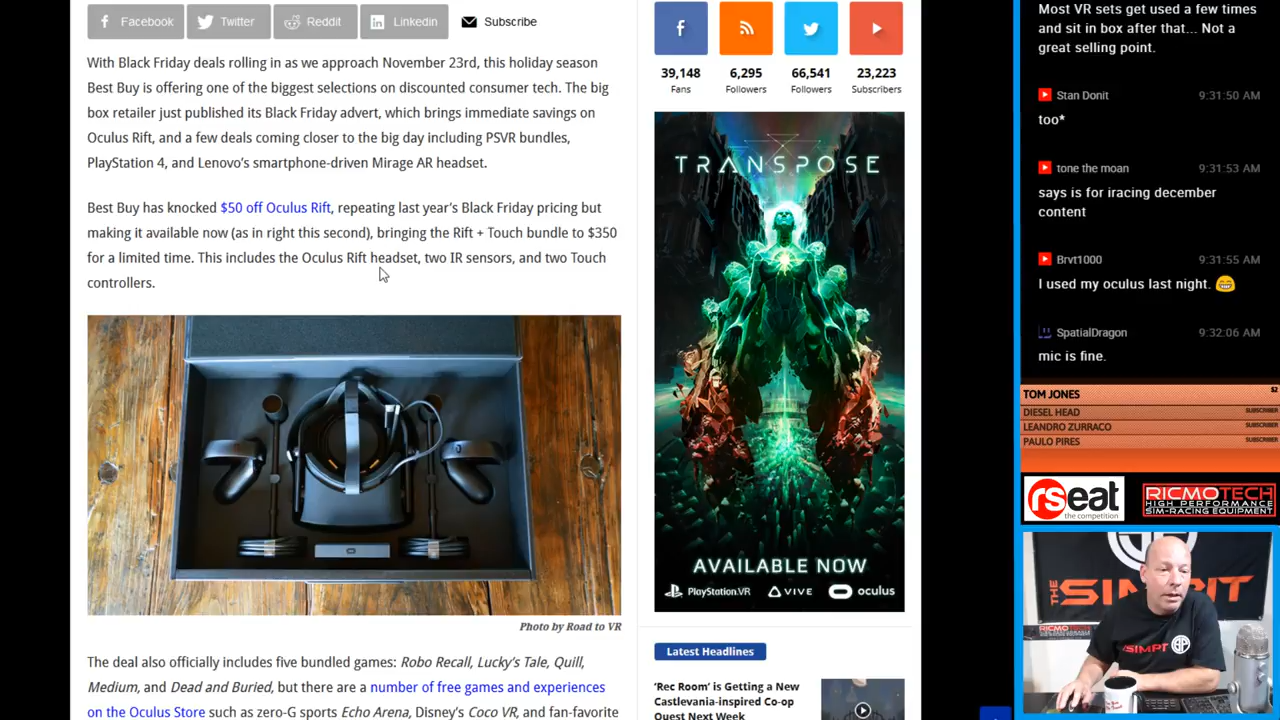 Facebook
Twitter
Reddit
Linkedin
Subscribe
With Black Friday deals rolling in as we approach November 23rd, this holiday season
Best Buy is offering one of the biggest selections on discounted consumer tech. The big
box retailer just published its Black Friday advert, which brings immediate savings on
Oculus Rift, and a few deals coming closer to the big day including PSVR bundles,
PlayStation 4, and Lenovo's smartphone-driven Mirage AR headset.
Best Buy has knocked $50 off Oculus Rift, repeating last year's Black Friday pricing but
making it available now (as in right this second), bringing the Rift + Touch bundle to $350
for a limited time. This includes the Oculus Rift headset, two IR sensors, and two Touch
controllers.
Photo by Road to VR
The deal also officially includes five bundled games: Robo Recall, Lucky's Tale, Quill,
Medium, and Dead and Buried, but there are a number of free games and experiences
on the Oculus Store such as zero-G sports Echo Arena, Disney's Coco VR, and fan-favorite
39,148
Fans
6,295
Followers
66,541
Followers
23,223
Subscribers
TRANSPOSE
AVAILABLE NOW
PlayStation.VR
VIVE
oculus
Latest Headlines
'Rec Room' is Getting a New
Castlevania-inspired Co-op
Quest Next Week
Most VR sets get used a few times
and sit in box after that... Not a
great selling point.
Stan Donit 9:31:50 AM
too*
tone the moan 9:31:53 AM
says is for iracing december
content
Brvt1000 9:31:55 AM
I used my oculus last night. 😁
SpatialDragon 9:32:06 AM
mic is fine.
TOM JONES
DIESEL HEAD SUBSCRIBER
LEANDRO ZURRACO SUBSCRIBER
PAULO PIRES SUBSCRIBER
rseat
the competition
RICMOTECH
HIGH PERFORMANCE
SIM-RACING EQUIPMENT
THE SIMPIT
RICMOTECH
SIMPIT